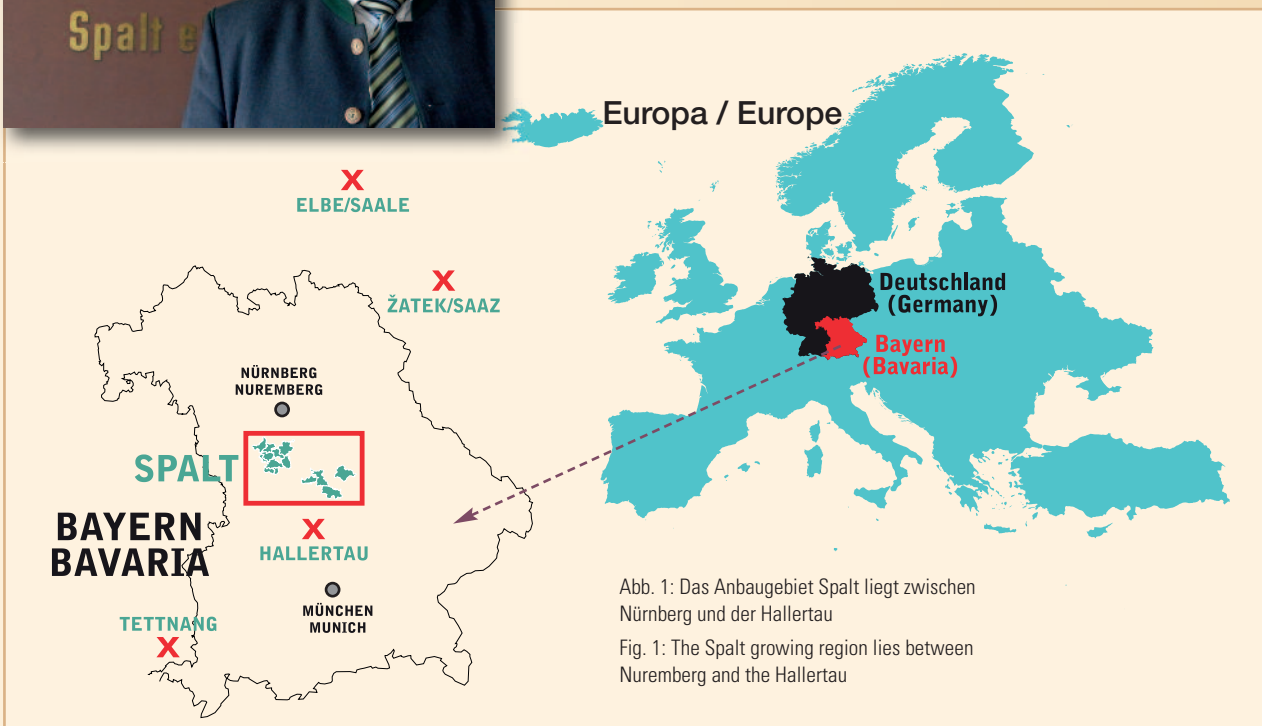 Spalt e
Europa / Europe
X
ELBE/SAALE
X
ŽATEK/SAAZ
Deutschland
(Germany)
Bayern
(Bavaria)
NÜRNBERG
NUREMBERG
SPALT
BAYERN
BAVARIA
X
HALLERTAU
MÜNCHEN
MUNICH
TETTNANG
X
Abb. 1: Das Anbaugebiet Spalt liegt zwischen
Nürnberg und der Hallertau
Fig. 1: The Spalt growing region lies between
Nuremberg and the Hallertau